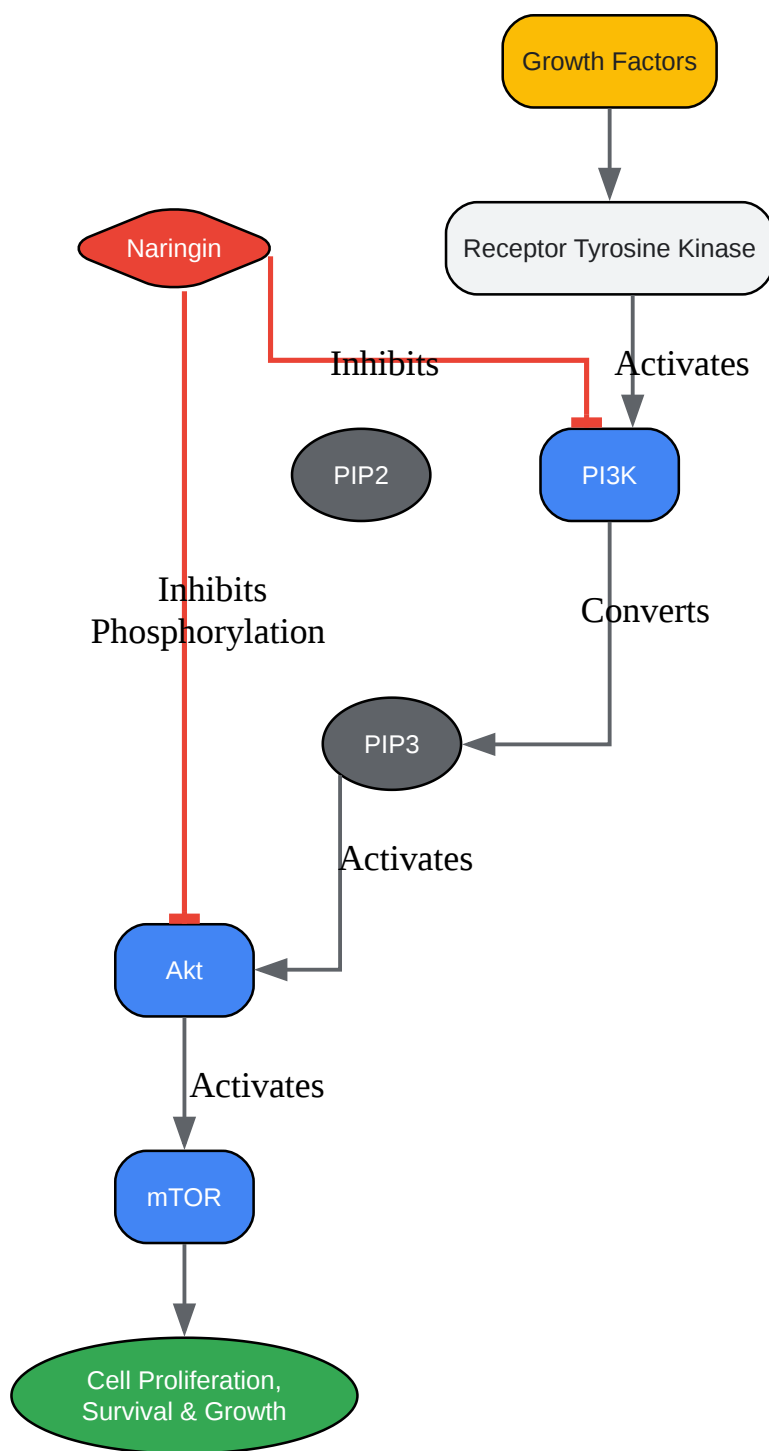 Growth Factors
Naringin
Receptor Tyrosine Kinase
Inhibits
Activates
PIP2
PI3K
Inhibits
Phosphorylation
Converts
PIP3
Activates
Akt
Activates
mTOR
Cell Proliferation,
Survival & Growth